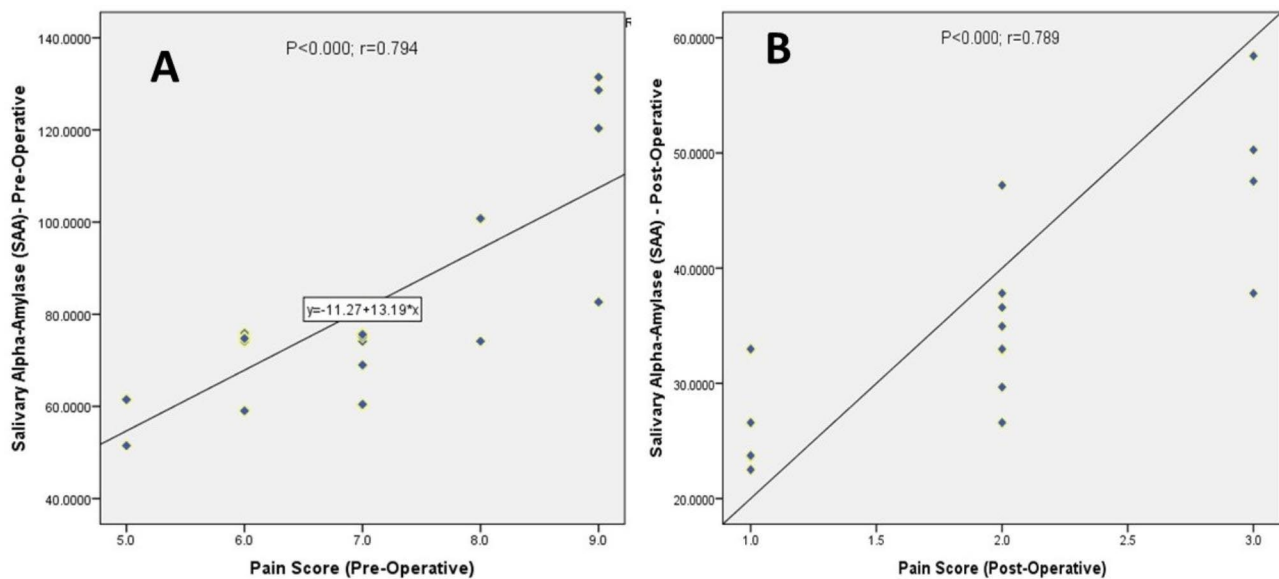 A
P<0.000; r=0.794
R
Salivary Alpha-Amylase (SAA)- Pre-Operative
140.0000
120.0000
100.0000
80.0000
60.0000
40.0000
y=-11.27+13.19*x
5.0 6.0 7.0 8.0 9.0
Pain Score (Pre-Operative)
B
P<0.000; r=0.789
Salivary Alpha-Amylase (SAA) - Post-Operative
60.0000
50.0000
40.0000
30.0000
20.0000
1.0 1.5 2.0 2.5 3.0
Pain Score (Post-Operative)